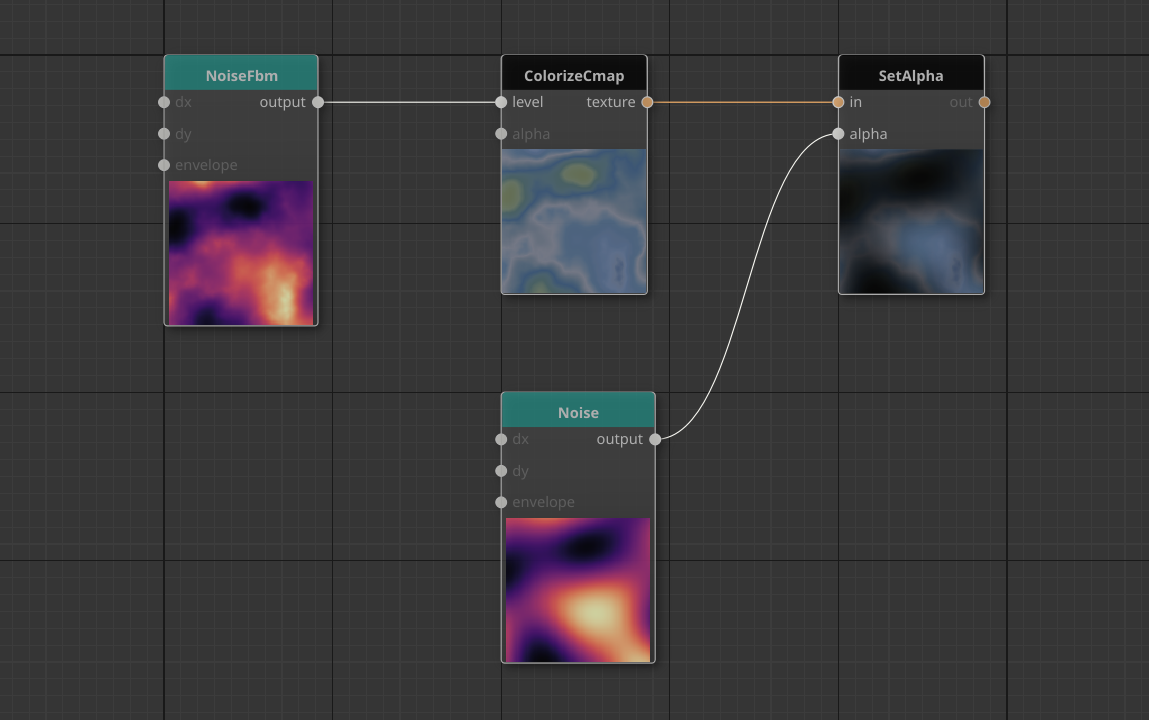 NoiseFbm
dx
output
dy
envelope
ColorizeCmap
level
texture
alpha
SetAlpha
in
out
alpha
Noise
dx
output
dy
envelope